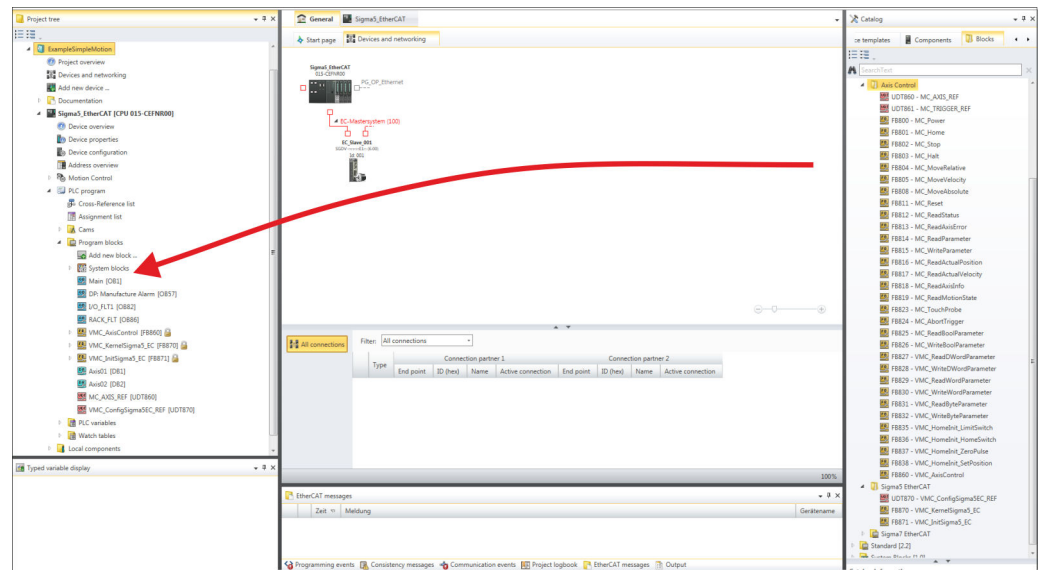 Project tree
ExampleSimpleMotion
Project overview
Devices and networking
Add new device ...
Documentation
Sigma5_EtherCAT [CPU 015-CEFNR00]
Device overview
Device properties
Device configuration
Address overview
Motion Control
PLC program
Cross-Reference list
Assignment list
Cams
Program blocks
Add new block ...
System blocks
Main [OB1]
DP: Manufacture Alarm [OB57]
I/O_FLT1 [OB82]
RACK_FLT [OB86]
VMC_AxisControl [FB860]
VMC_KernelSigma5_EC [FB870]
VMC_InitSigma5_EC [FB871]
Axis01 [DB1]
Axis02 [DB2]
MC_AXIS_REF [UDT860]
VMC_ConfigSigma5EC_REF [UDT870]
PLC variables
Watch tables
Local components
Typed variable display
General
Sigma5_EtherCAT
Start page
Devices and networking
Sigma5_EtherCAT
015-CEFNR00
PG_OP_Ethernet
EC-Mastersystem (100)
EC_Slave_001
Id 001
All connections
Filter: All connections
Type
Connection partner 1
Connection partner 2
End point
ID (hex)
Name
Active connection
End point
ID (hex)
Name
Active connection
100%
EtherCAT messages
Zeit
Meldung
Gerätename
Programming events
Consistency messages
Communication events
Project logbook
EtherCAT messages
Output
Catalog
ce templates
Components
Blocks
SearchText
Axis Control
UDT860 - MC_AXIS_REF
UDT861 - MC_TRIGGER_REF
FB800 - MC_Power
FB801 - MC_Home
FB802 - MC_Stop
FB803 - MC_Halt
FB804 - MC_MoveRelative
FB805 - MC_MoveVelocity
FB808 - MC_MoveAbsolute
FB811 - MC_Reset
FB812 - MC_ReadStatus
FB813 - MC_ReadAxisError
FB814 - MC_ReadParameter
FB815 - MC_WriteParameter
FB816 - MC_ReadActualPosition
FB817 - MC_ReadActualVelocity
FB818 - MC_ReadAxisInfo
FB819 - MC_ReadMotionState
FB823 - MC_TouchProbe
FB824 - MC_AbortTrigger
FB825 - MC_ReadBoolParameter
FB826 - MC_WriteBoolParameter
FB827 - VMC_ReadDWordParameter
FB828 - VMC_WriteDWordParameter
FB829 - VMC_ReadWordParameter
FB830 - VMC_WriteWordParameter
FB831 - VMC_ReadByteParameter
FB832 - VMC_WriteByteParameter
FB835 - VMC_HomeInit_LimitSwitch
FB836 - VMC_HomeInit_HomeSwitch
FB837 - VMC_HomeInit_ZeroPulse
FB838 - VMC_HomeInit_SetPosition
FB860 - VMC_AxisControl
Sigma5 EtherCAT
UDT870 - VMC_ConfigSigma5EC_REF
FB870 - VMC_KernelSigma5_EC
FB871 - VMC_InitSigma5_EC
Sigma7 EtherCAT
Standard [2.2]